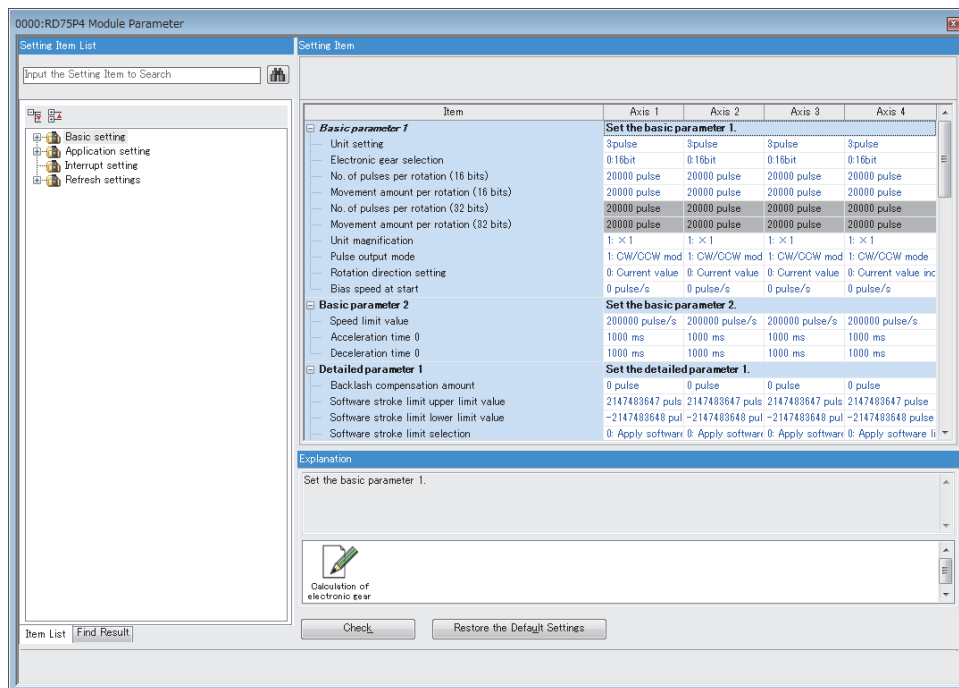 0000:RD75P4 Module Parameter
Setting Item List
Input the Setting Item to Search
Basic setting
Application setting
Interrupt setting
Refresh settings
Item List Find Result
Setting Item
Item Axis 1 Axis 2 Axis 3 Axis 4
Basic parameter 1 Set the basic parameter 1.
Unit setting 3:pulse 3:pulse 3:pulse 3:pulse
Electronic gear selection 0:16bit 0:16bit 0:16bit 0:16bit
No. of pulses per rotation (16 bits) 20000 pulse 20000 pulse 20000 pulse 20000 pulse
Movement amount per rotation (16 bits) 20000 pulse 20000 pulse 20000 pulse 20000 pulse
No. of pulses per rotation (32 bits) 20000 pulse 20000 pulse 20000 pulse 20000 pulse
Movement amount per rotation (32 bits) 20000 pulse 20000 pulse 20000 pulse 20000 pulse
Unit magnification 1: ×1 1: ×1 1: ×1 1: ×1
Pulse output mode 1: CW/CCW mod 1: CW/CCW mod 1: CW/CCW mod 1: CW/CCW mode
Rotation direction setting 0: Current value 0: Current value 0: Current value 0: Current value inc
Bias speed at start 0 pulse/s 0 pulse/s 0 pulse/s 0 pulse/s
Basic parameter 2 Set the basic parameter 2.
Speed limit value 200000 pulse/s 200000 pulse/s 200000 pulse/s 200000 pulse/s
Acceleration time 0 1000 ms 1000 ms 1000 ms 1000 ms
Deceleration time 0 1000 ms 1000 ms 1000 ms 1000 ms
Detailed parameter 1 Set the detailed parameter 1.
Backlash compensation amount 0 pulse 0 pulse 0 pulse 0 pulse
Software stroke limit upper limit value 2147483647 puls 2147483647 puls 2147483647 puls 2147483647 pulse
Software stroke limit lower limit value -2147483648 pul -2147483648 pul -2147483648 pul -2147483648 pulse
Software stroke limit selection 0: Apply software 0: Apply software 0: Apply software 0: Apply software li
Explanation
Set the basic parameter 1.
Calculation of
electronic gear
Check Restore the Default Settings